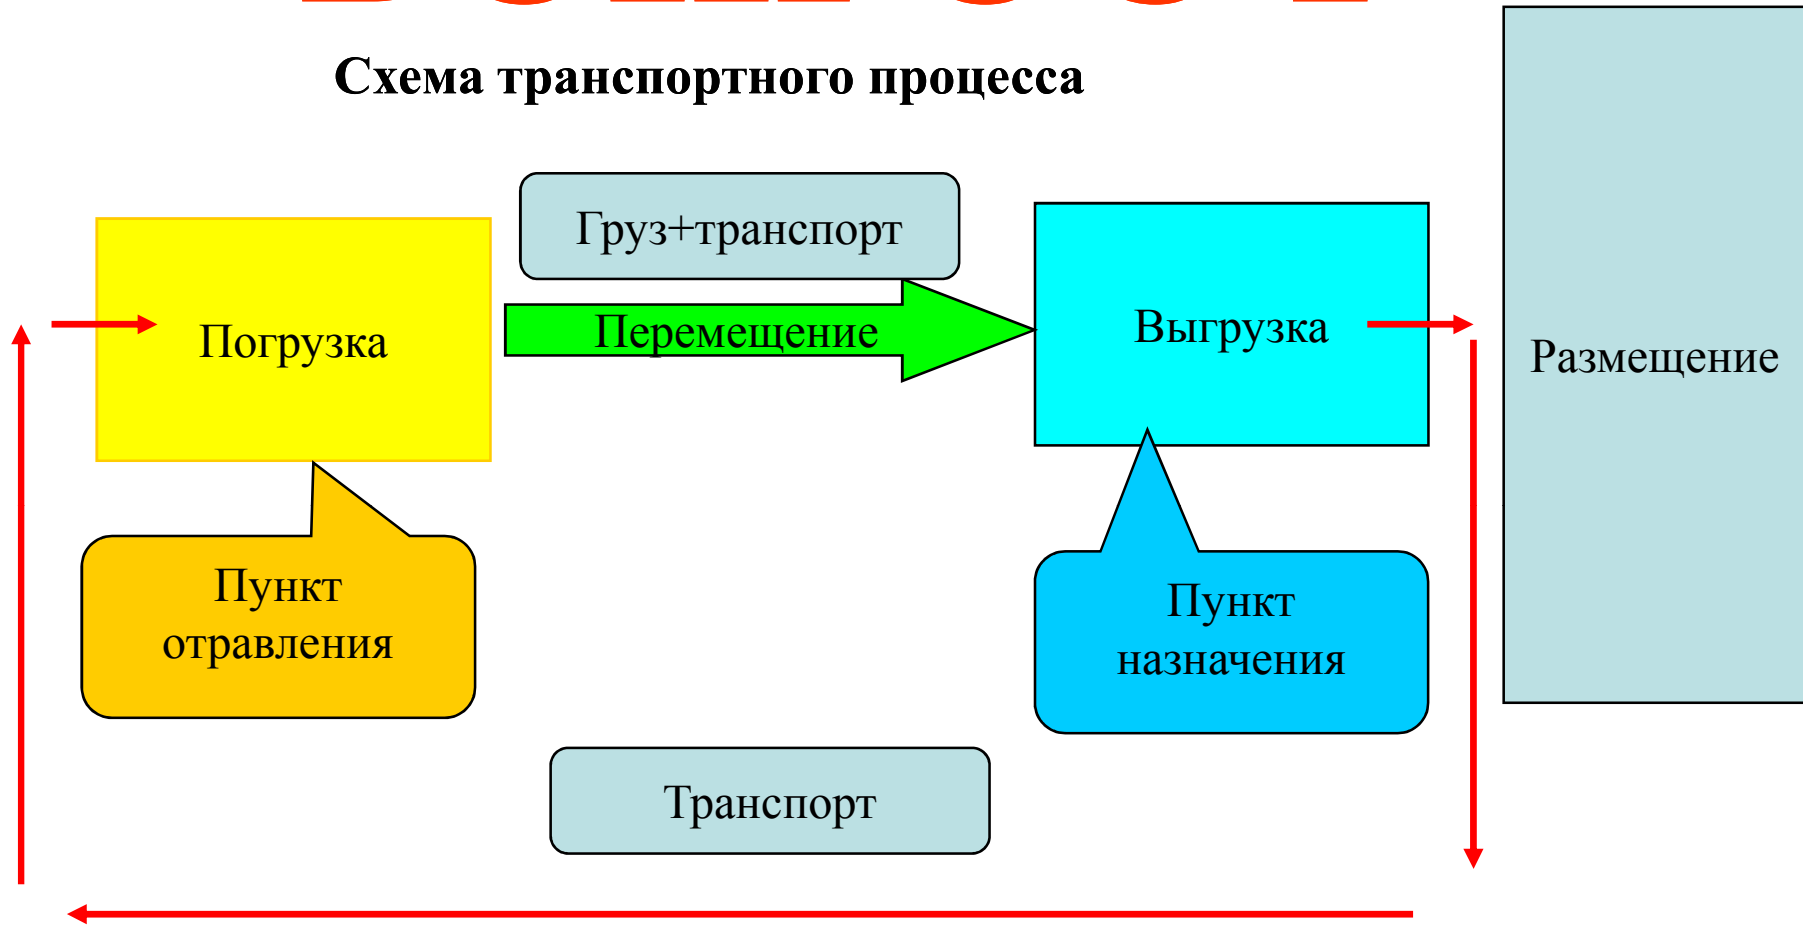 Схема транспортного процесса
Груз+транспорт
Погрузка
Перемещение
Выгрузка
Размещение
Пункт
отравления
Пункт
назначения
Транспорт